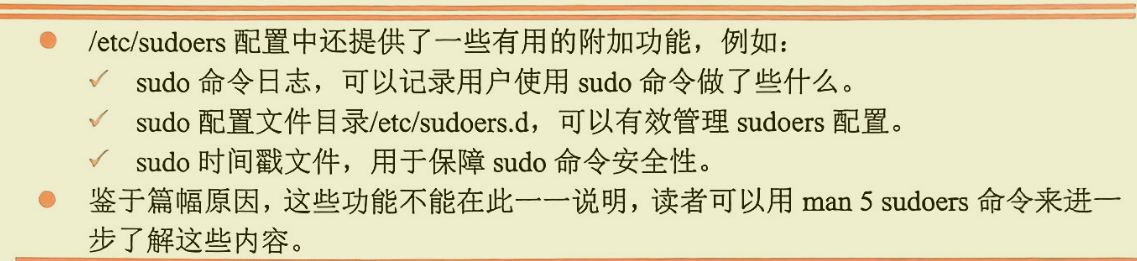 ● /etc/sudoers 配置中还提供了一些有用的附加功能，例如：
✓ sudo 命令日志，可以记录用户使用 sudo 命令做了些什么。
✓ sudo 配置文件目录/etc/sudoers.d，可以有效管理 sudoers 配置。
✓ sudo 时间戳文件，用于保障 sudo 命令安全性。
● 鉴于篇幅原因，这些功能不能在此一一说明，读者可以用 man 5 sudoers 命令来进一
步了解这些内容。